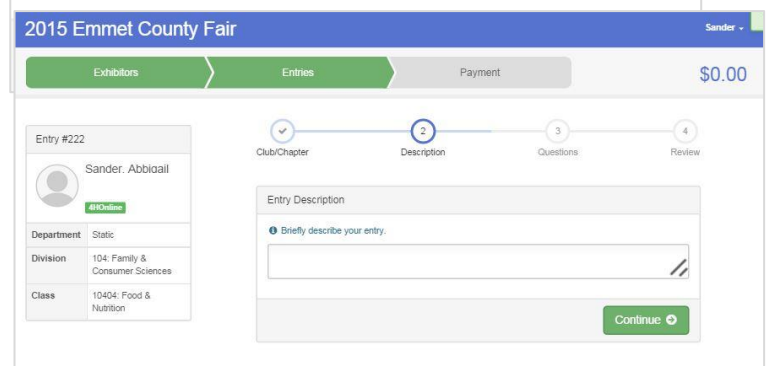 2015 Emmet County Fair
Sander
Exhibitors
Entries
Payment
$0.00
Entry #222
Sander, Abbigail
4HOnline
Department Static
Division 104: Family &
Consumer Sciences
Class 10404: Food &
Nutrition
2
3
4
Club/Chapter
Description
Questions
Review
Entry Description
Briefly describe your entry.
Continue